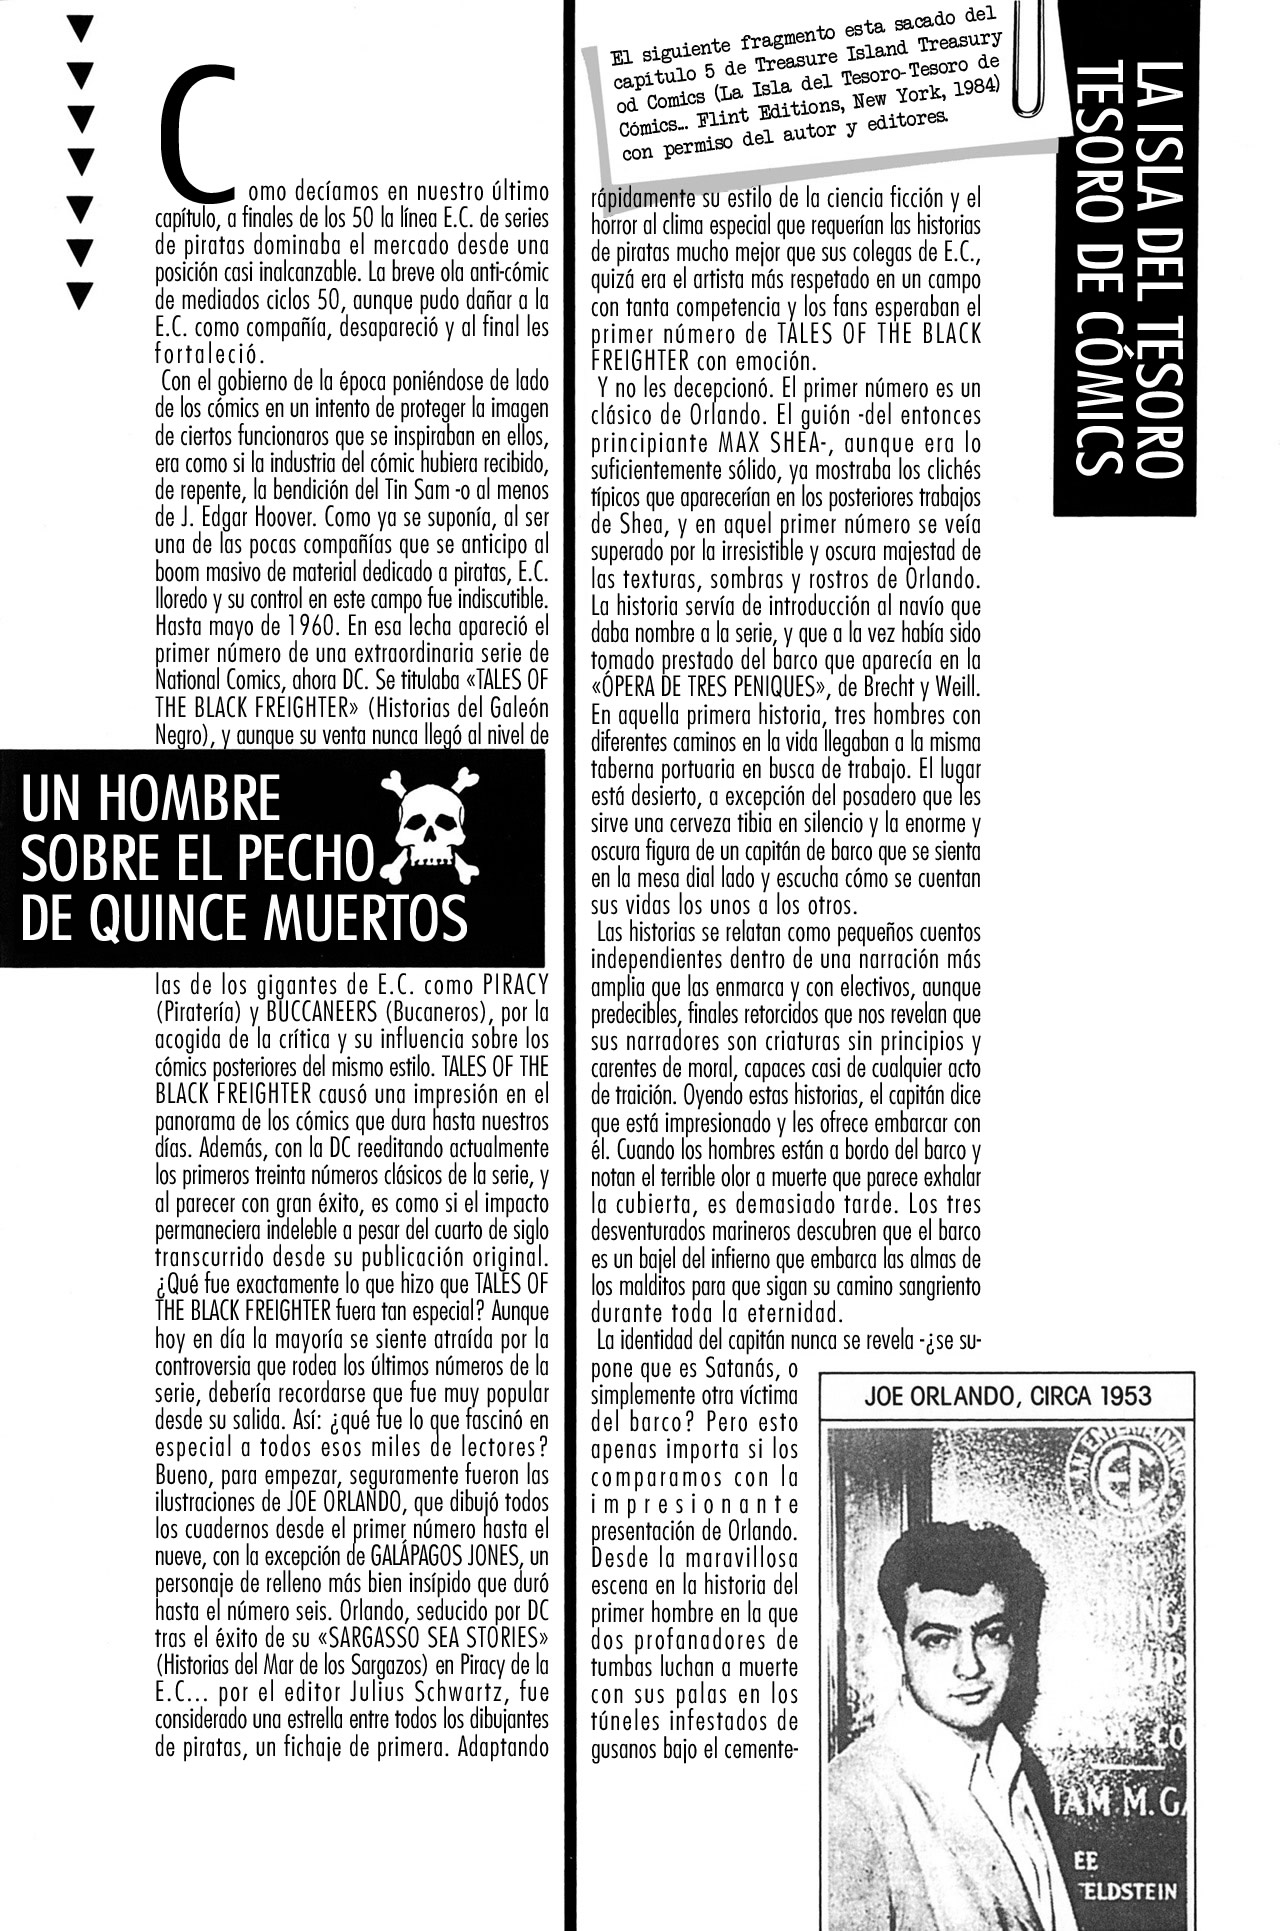 El siguiente fragmento esta sacado del
capítulo 5 de Treasure Island Treasury
od Comics (La Isla del Tesoro-Tesoro de
Cómics... Flint Editions, New York, 1984)
con permiso del autor y editores.
LA ISLA DEL TESORO
TESORO DE CÓMICS
Como decíamos en nuestro último
capítulo, a finales de los 50 la línea E.C. de series
de piratas dominaba el mercado desde una
posición casi inalcanzable. La breve ola anti-cómic
de mediados ciclos 50, aunque pudo dañar a la
E.C. como compañía, desapareció y al final les
fortaleció.
Con el gobierno de la época poniéndose de lado
de los cómics en un intento de proteger la imagen
de ciertos funcionaros que se inspiraban en ellos,
era como si la industria del cómic hubiera recibido,
de repente, la bendición del Tin Sam -o al menos
de J. Edgar Hoover. Como ya se suponía, al ser
una de las pocas compañías que se anticipo al
boom masivo de material dedicado a piratas, E.C.
lloredo y su control en este campo fue indiscutible.
Hasta mayo de 1960. En esa lecha apareció el
primer número de una extraordinaria serie de
National Comics, ahora DC. Se titulaba «TALES OF
THE BLACK FREIGHTER» (Historias del Galeón
Negro), y aunque su venta nunca llegó al nivel de
UN HOMBRE
SOBRE EL PECHO
DE QUINCE MUERTOS
las de los gigantes de E.C. como PIRACY
(Piratería) y BUCCANEERS (Bucaneros), por la
acogida de la crítica y su influencia sobre los
cómics posteriores del mismo estilo. TALES OF THE
BLACK FREIGHTER causó una impresión en el
panorama de los cómics que dura hasta nuestros
días. Además, con la DC reeditando actualmente
los primeros treinta números clásicos de la serie, y
al parecer con gran éxito, es como si el impacto
permaneciera indeleble a pesar del cuarto de siglo
transcurrido desde su publicación original.
¿Qué fue exactamente lo que hizo que TALES OF
THE BLACK FREIGHTER fuera tan especial? Aunque
hoy en día la mayoría se siente atraída por la
controversia que rodea los últimos números de la
serie, debería recordarse que fue muy popular
desde su salida. Así: ¿qué fue lo que fascinó en
especial a todos esos miles de lectores?
Bueno, para empezar, seguramente fueron las
ilustraciones de JOE ORLANDO, que dibujó todos
los cuadernos desde el primer número hasta el
nueve, con la excepción de GALÁPAGOS JONES, un
personaje de relleno más bien insípido que duró
hasta el número seis. Orlando, seducido por DC
tras el éxito de su «SARGASSO SEA STORIES»
(Historias del Mar de los Sargazos) en Piracy de la
E.C... por el editor Julius Schwartz, fue
considerado una estrella entre todos los dibujantes
de piratas, un fichaje de primera. Adaptando
rápidamente su estilo de la ciencia ficción y el
horror al clima especial que requerían las historias
de piratas mucho mejor que sus colegas de E.C.,
quizá era el artista más respetado en un campo
con tanta competencia y los fans esperaban el
primer número de TALES OF THE BLACK
FREIGHTER con emoción.
Y no les decepcionó. El primer número es un
clásico de Orlando. El guión -del entonces
principiante MAX SHEA-, aunque era lo
suficientemente sólido, ya mostraba los clichés
típicos que aparecerían en los posteriores trabajos
de Shea, y en aquel primer número se veía
superado por la irresistible y oscura majestad de
las texturas, sombras y rostros de Orlando.
La historia servía de introducción al navío que
daba nombre a la serie, y que a la vez había sido
tomado prestado del barco que aparecía en la
«ÓPERA DE TRES PENIQUES», de Brecht y Weill.
En aquella primera historia, tres hombres con
diferentes caminos en la vida llegaban a la misma
taberna portuaria en busca de trabajo. El lugar
está desierto, a excepción del posadero que les
sirve una cerveza tibia en silencio y la enorme y
oscura figura de un capitán de barco que se sienta
en la mesa dial lado y escucha cómo se cuentan
sus vidas los unos a los otros.
Las historias se relatan como pequeños cuentos
independientes dentro de una narración más
amplia que las enmarca y con electivos, aunque
predecibles, finales retorcidos que nos revelan que
sus narradores son criaturas sin principios y
carentes de moral, capaces casi de cualquier acto
de traición. Oyendo estas historias, el capitán dice
que está impresionado y les ofrece embarcar con
él. Cuando los hombres están a bordo del barco y
notan el terrible olor a muerte que parece exhalar
la cubierta, es demasiado tarde. Los tres
desventurados marineros descubren que el barco
es un bajel del infierno que embarca las almas de
los malditos para que sigan su camino sangriento
durante toda la eternidad.
La identidad del capitán nunca se revela -¿se su-
pone que es Satanás, o
simplemente otra víctima
del barco? Pero esto
apenas importa si los
comparamos con la
impresionante
presentación de Orlando.
Desde la maravillosa
escena en la historia del
primer hombre en la que
dos profanadores de
tumbas luchan a muerte
con sus palas en los
túneles infestados de
gusanos bajo el cemente-
JOE ORLANDO, CIRCA 1953
EC
IAM M. GA
EE
ELDSTEIN